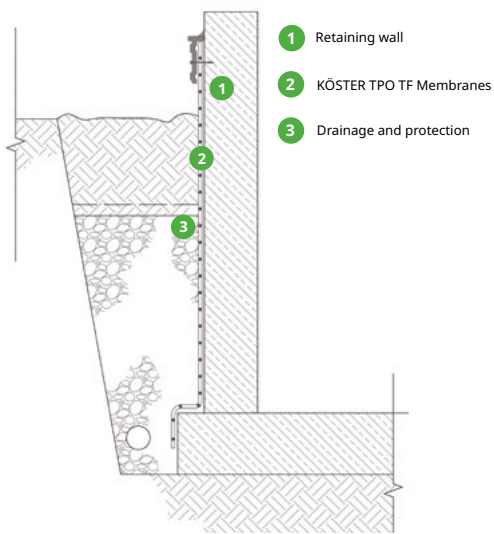 1 Retaining wall
2 KÖSTER TPO TF Membranes
3 Drainage and protection
1
2
3